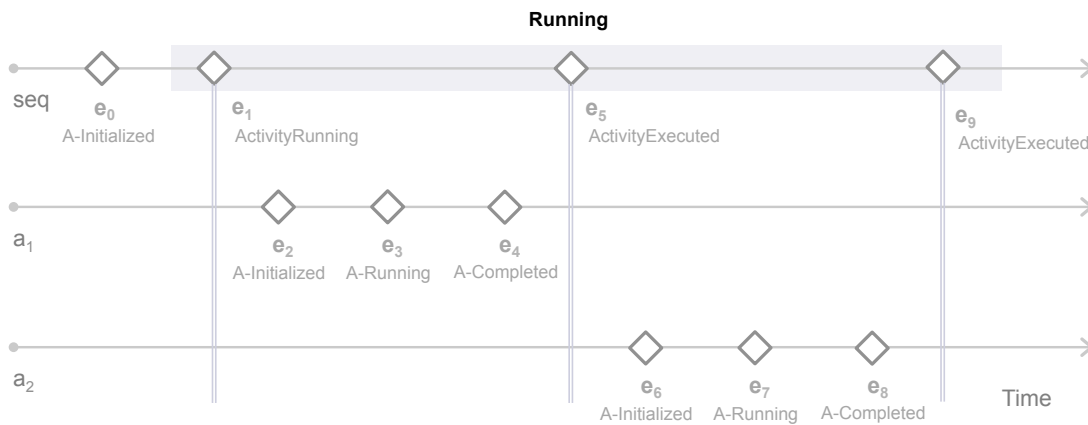 Running
seq
e0
A-Initialized
e1
ActivityRunning
e5
ActivityExecuted
e9
ActivityExecuted
a1
e2
A-Initialized
e3
A-Running
e4
A-Completed
a2
e6
A-Initialized
e7
A-Running
e8
A-Completed
Time